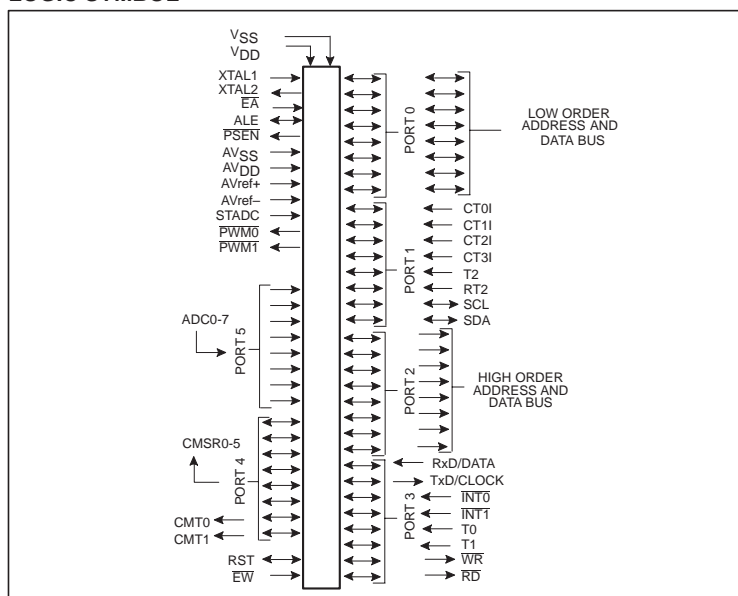 VSS
VDD
XTAL1
XTAL2
EA
ALE
PSEN
AVSS
AVDD
AVref+
AVref–
STADC
PWM0
PWM1
ADC0-7
PORT 5
CMSR0-5
PORT 4
CMT0
CMT1
RST
EW
PORT 0
LOW ORDER
ADDRESS AND
DATA BUS
PORT 1
CT0I
CT1I
CT2I
CT3I
T2
RT2
SCL
SDA
PORT 2
HIGH ORDER
ADDRESS AND
DATA BUS
PORT 3
RxD/DATA
TxD/CLOCK
INT0
INT1
T0
T1
WR
RD